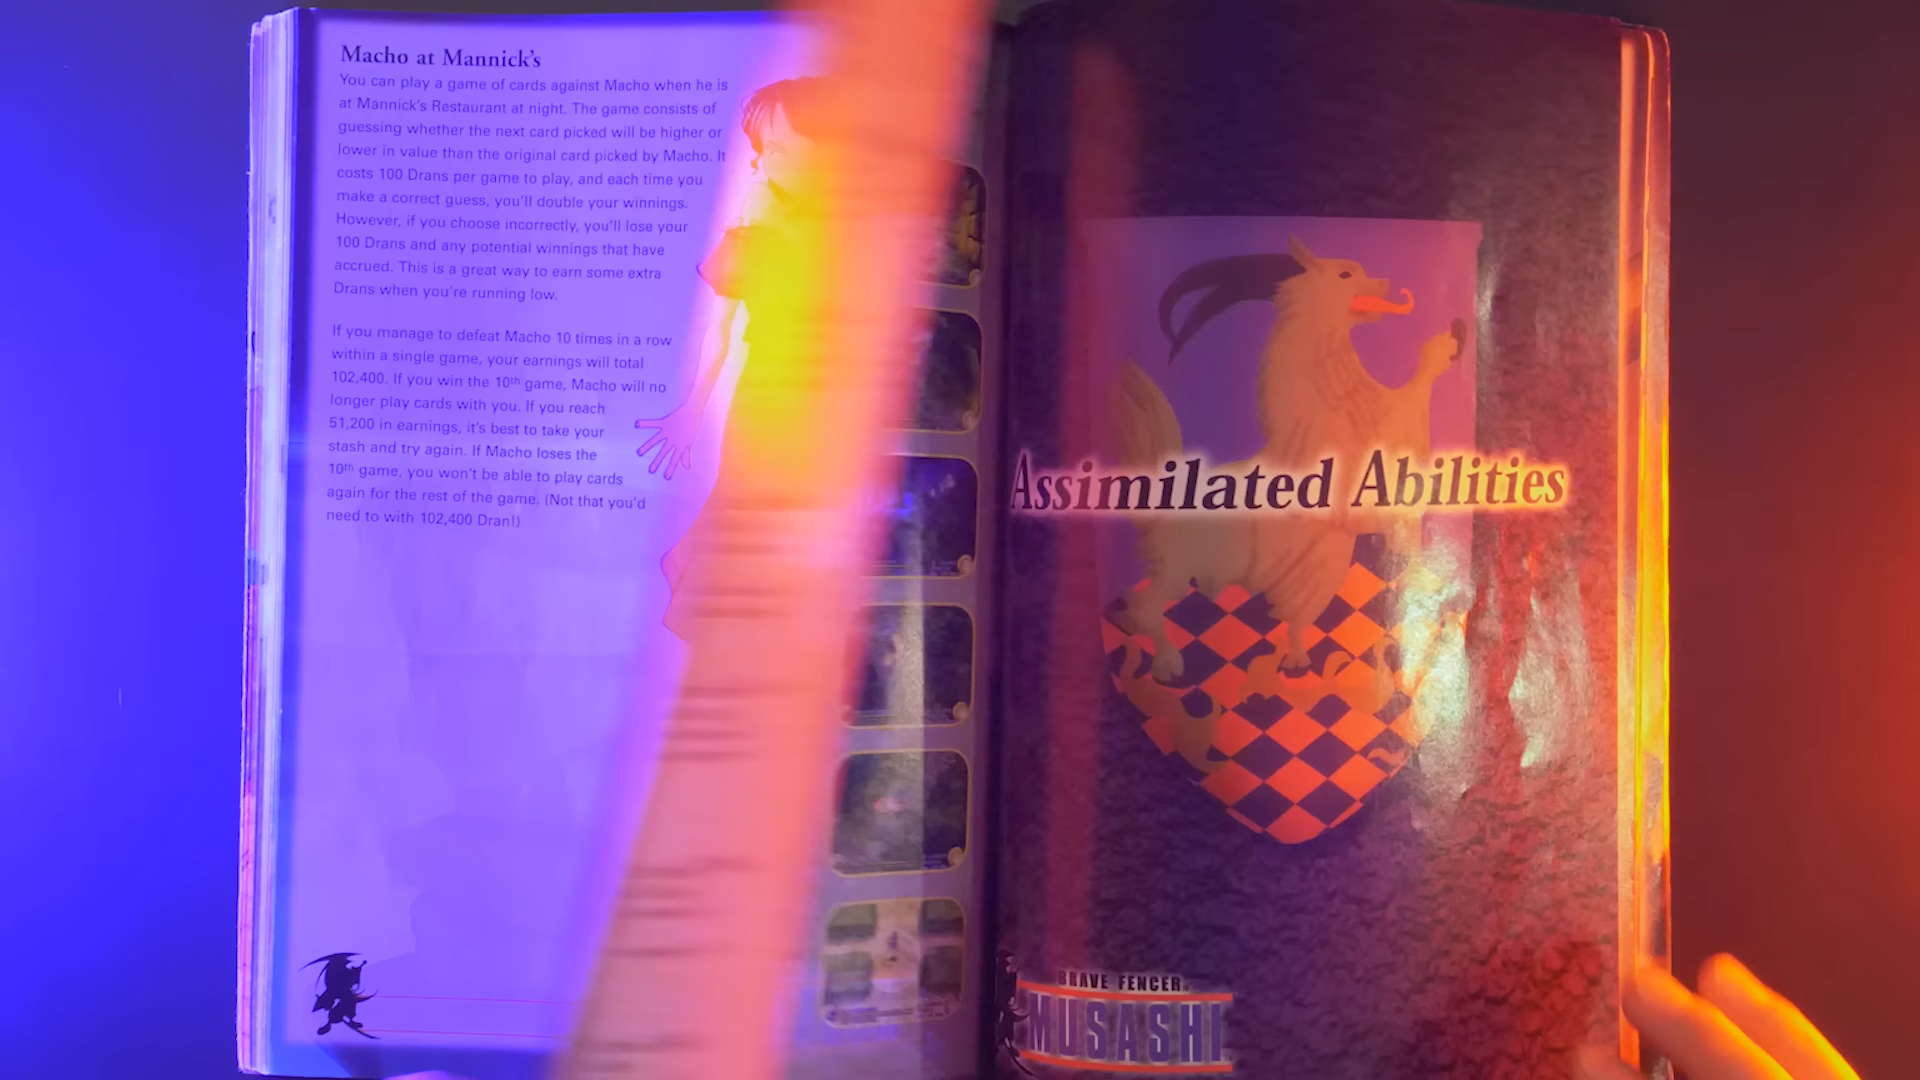 Macho at Mannick's
You can play a game of cards against Macho when he is
at Mannick's Restaurant at night. The game consists of
guessing whether the next card picked will be higher or
lower in value than the original card picked by Macho. It
costs 100 Drans per game to play, and each time you
make a correct guess, you'll double your winnings.
However, if you choose incorrectly, you'll lose your
100 Drans and any potential winnings that have
accrued. This is a great way to earn some extra
Drans when you're running low.
If you manage to defeat Macho 10 times in a row
within a single game, your earnings will total
102,400. If you win the 10th game, Macho will no
longer play cards with you. If you reach
51,200 in earnings, it's best to take your
stash and try again. If Macho loses the
10th game, you won't be able to play cards
again for the rest of the game. (Not that you'd
need to with 102,400 Dran!)
Assimilated Abilities
BRAVE FENCER
MUSASHI